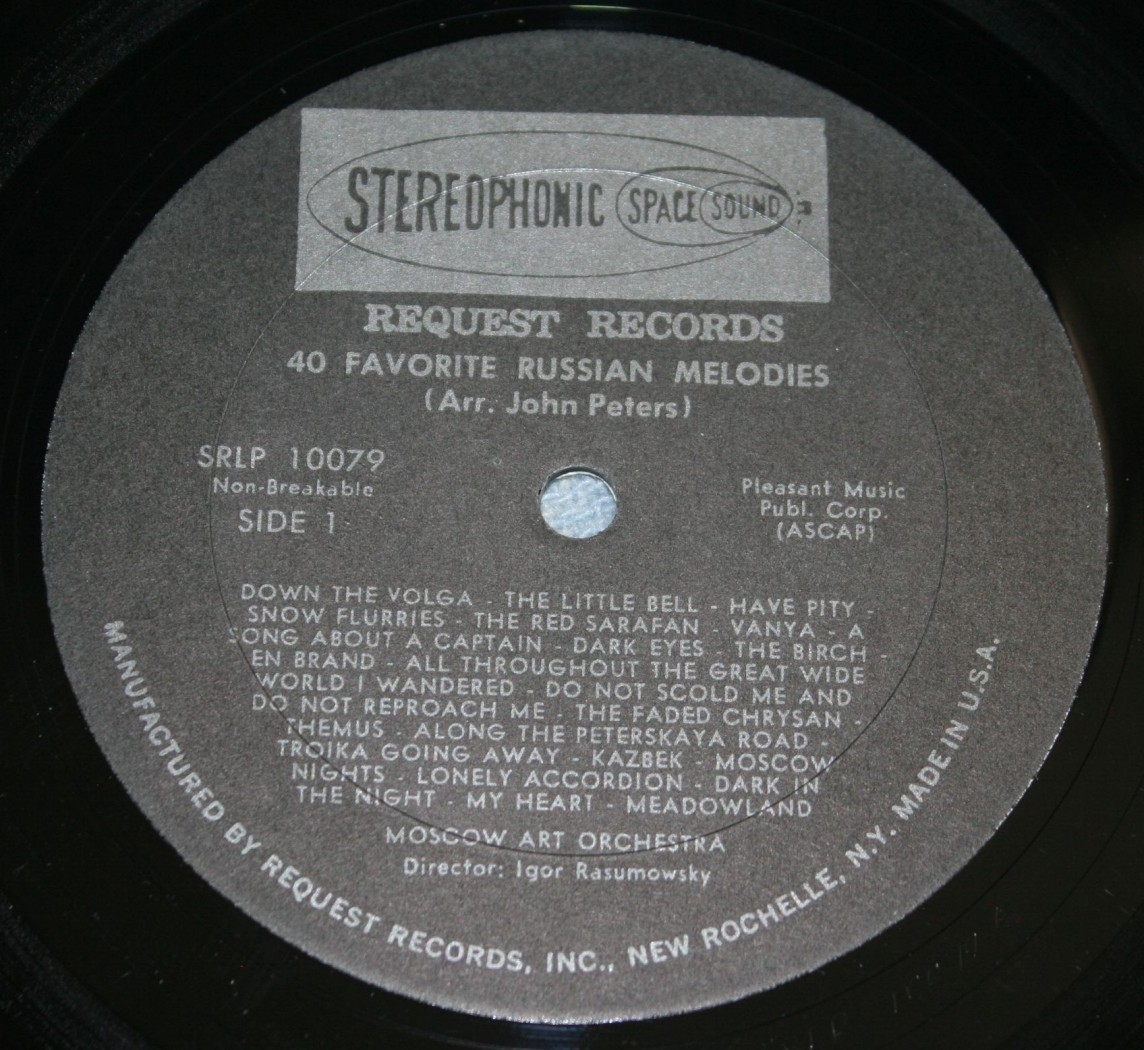 STEREOPHONIC SPACE SOUND
REQUEST RECORDS
40 FAVORITE RUSSIAN MELODIES
(Arr. John Peters)
SRLP 10079
Non-Breakable
SIDE 1
Pleasant Music
Publ. Corp.
(ASCAP)
DOWN THE VOLGA - THE LITTLE BELL - HAVE PITY -
SNOW FLURRIES - THE RED SARAFAN - VANYA - A
SONG ABOUT A CAPTAIN - DARK EYES - THE BIRCH -
EN BRAND - ALL THROUGHOUT THE GREAT WIDE
WORLD I WANDERED - DO NOT SCOLD ME AND
DO NOT REPROACH ME - THE FADED CHRYSAN -
THEMUS - ALONG THE PETERSKAYA ROAD -
TROIKA GOING AWAY - KAZBEK - MOSCOW
NIGHTS - LONELY ACCORDION - DARK IN
THE NIGHT - MY HEART - MEADOWLAND
MOSCOW ART ORCHESTRA
Director: Igor Rasumowsky
MANUFACTURED BY REQUEST RECORDS, INC., NEW ROCHELLE, N.Y. MADE IN U.S.A.